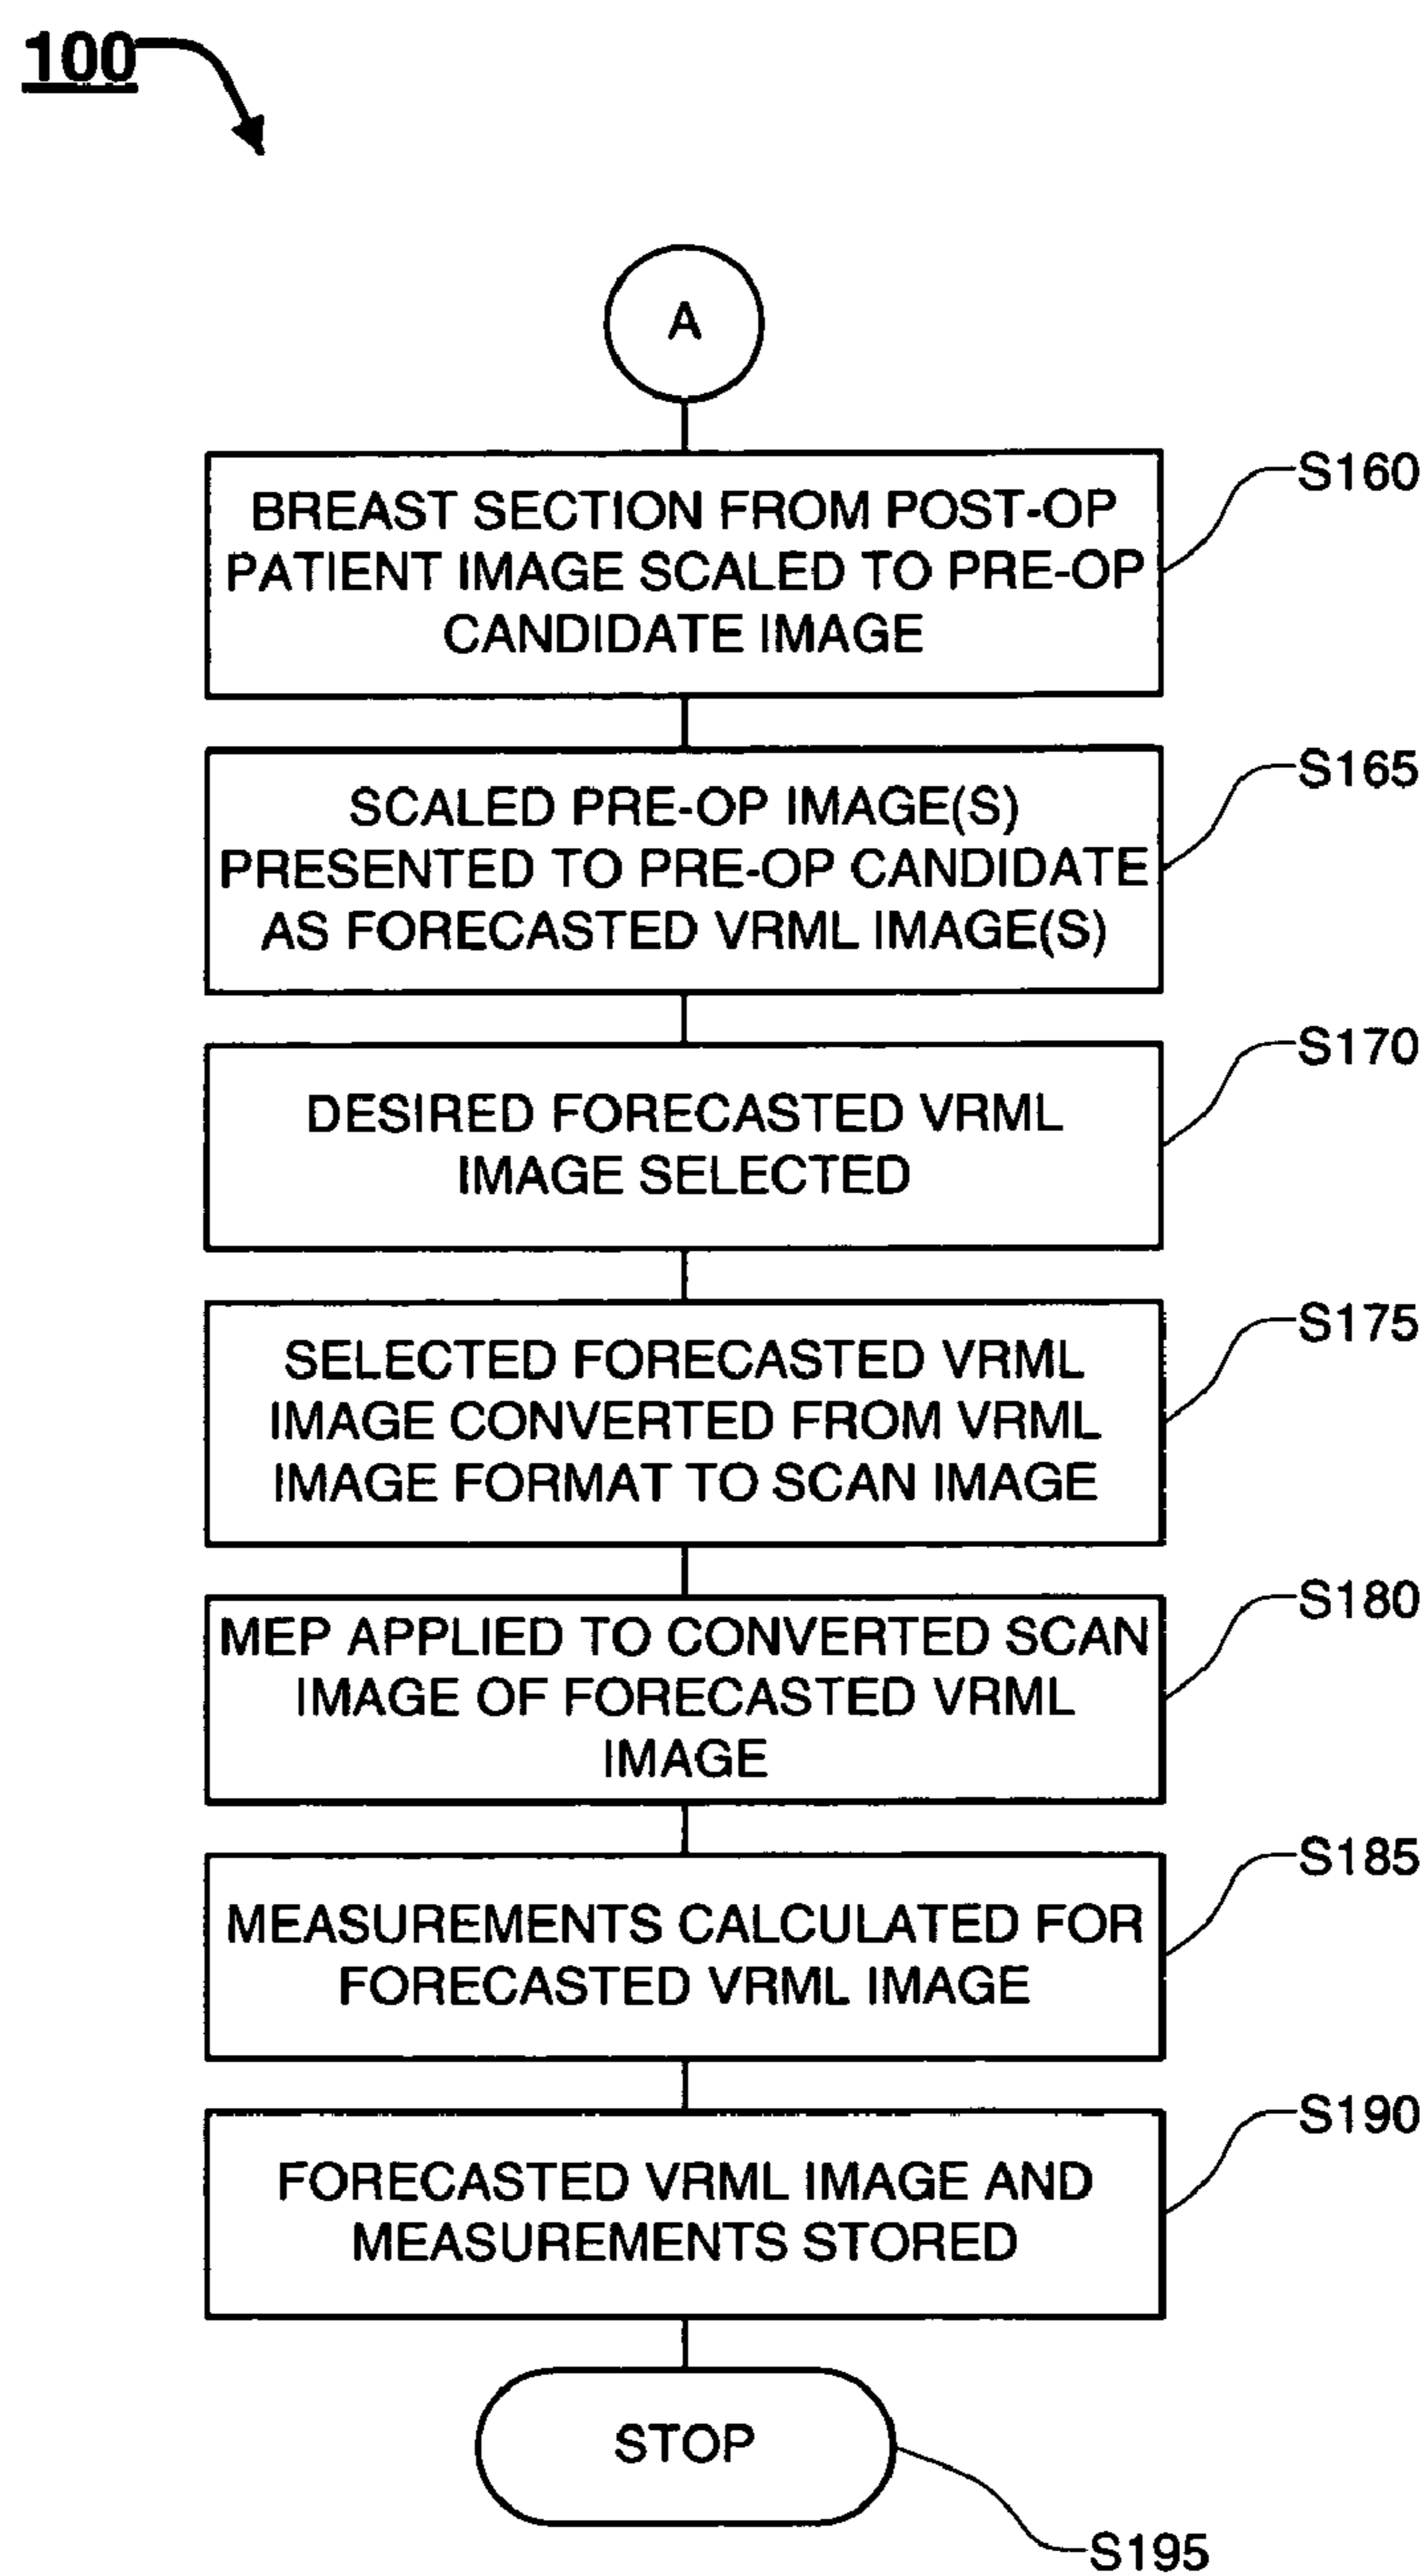 100
A
BREAST SECTION FROM POST-OP
PATIENT IMAGE SCALED TO PRE-OP
CANDIDATE IMAGE
S160
SCALED PRE-OP IMAGE(S)
PRESENTED TO PRE-OP CANDIDATE
AS FORECASTED VRML IMAGE(S)
S165
DESIRED FORECASTED VRML
IMAGE SELECTED
S170
SELECTED FORECASTED VRML
IMAGE CONVERTED FROM VRML
IMAGE FORMAT TO SCAN IMAGE
S175
MEP APPLIED TO CONVERTED SCAN
IMAGE OF FORECASTED VRML
IMAGE
S180
MEASUREMENTS CALCULATED FOR
FORECASTED VRML IMAGE
S185
FORECASTED VRML IMAGE AND
MEASUREMENTS STORED
S190
STOP
S195